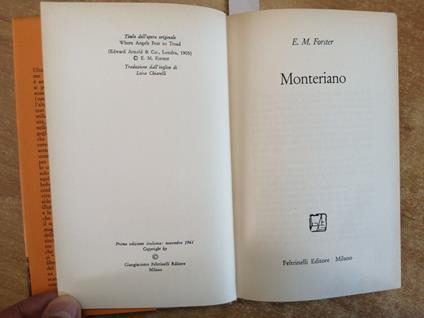 Titolo dell'opera originale
Where Angels Fear to Tread
(Edward Arnold & Co., Londra, 1905)
© E. M. Forster
Traduzione dall'inglese di
Luisa Chiarelli
Prima edizione italiana: novembre 1961
Copyright by
©
Giangiacomo Feltrinelli Editore
Milano
E. M. Forster
Monteriano
Feltrinelli Editore Milano